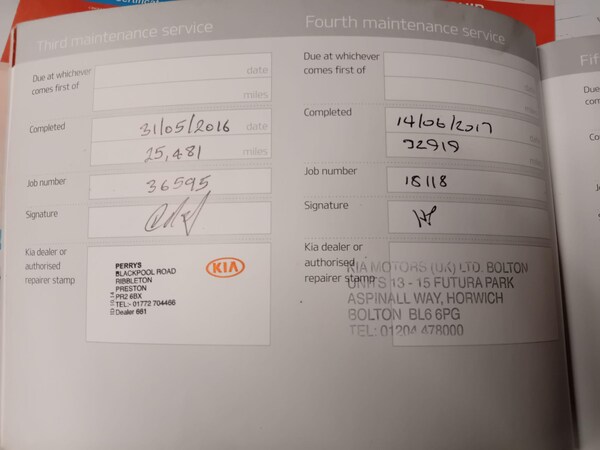 Third maintenance service
Due at whichever
comes first of
date
miles
Completed
31/05/2016 date
25,481 miles
Job number
36595
Signature
Kia dealer or
authorised
repairer stamp
PERRYS
BLACKPOOL ROAD
RIBBLETON
PRESTON
PR2 6BX
TEL:- 01772 704466
Dealer 661
KIA
Fourth maintenance service
Due at whichever
comes first of
Completed
14/06/2017
32919
Job number
18118
Signature
Kia dealer or
authorised
repairer stamp
KIA MOTORS (UK) LTD. BOLTON
UNITS 13 - 15 FUTURA PARK
ASPINALL WAY, HORWICH
BOLTON BL6 6PG
TEL: 01204 478000